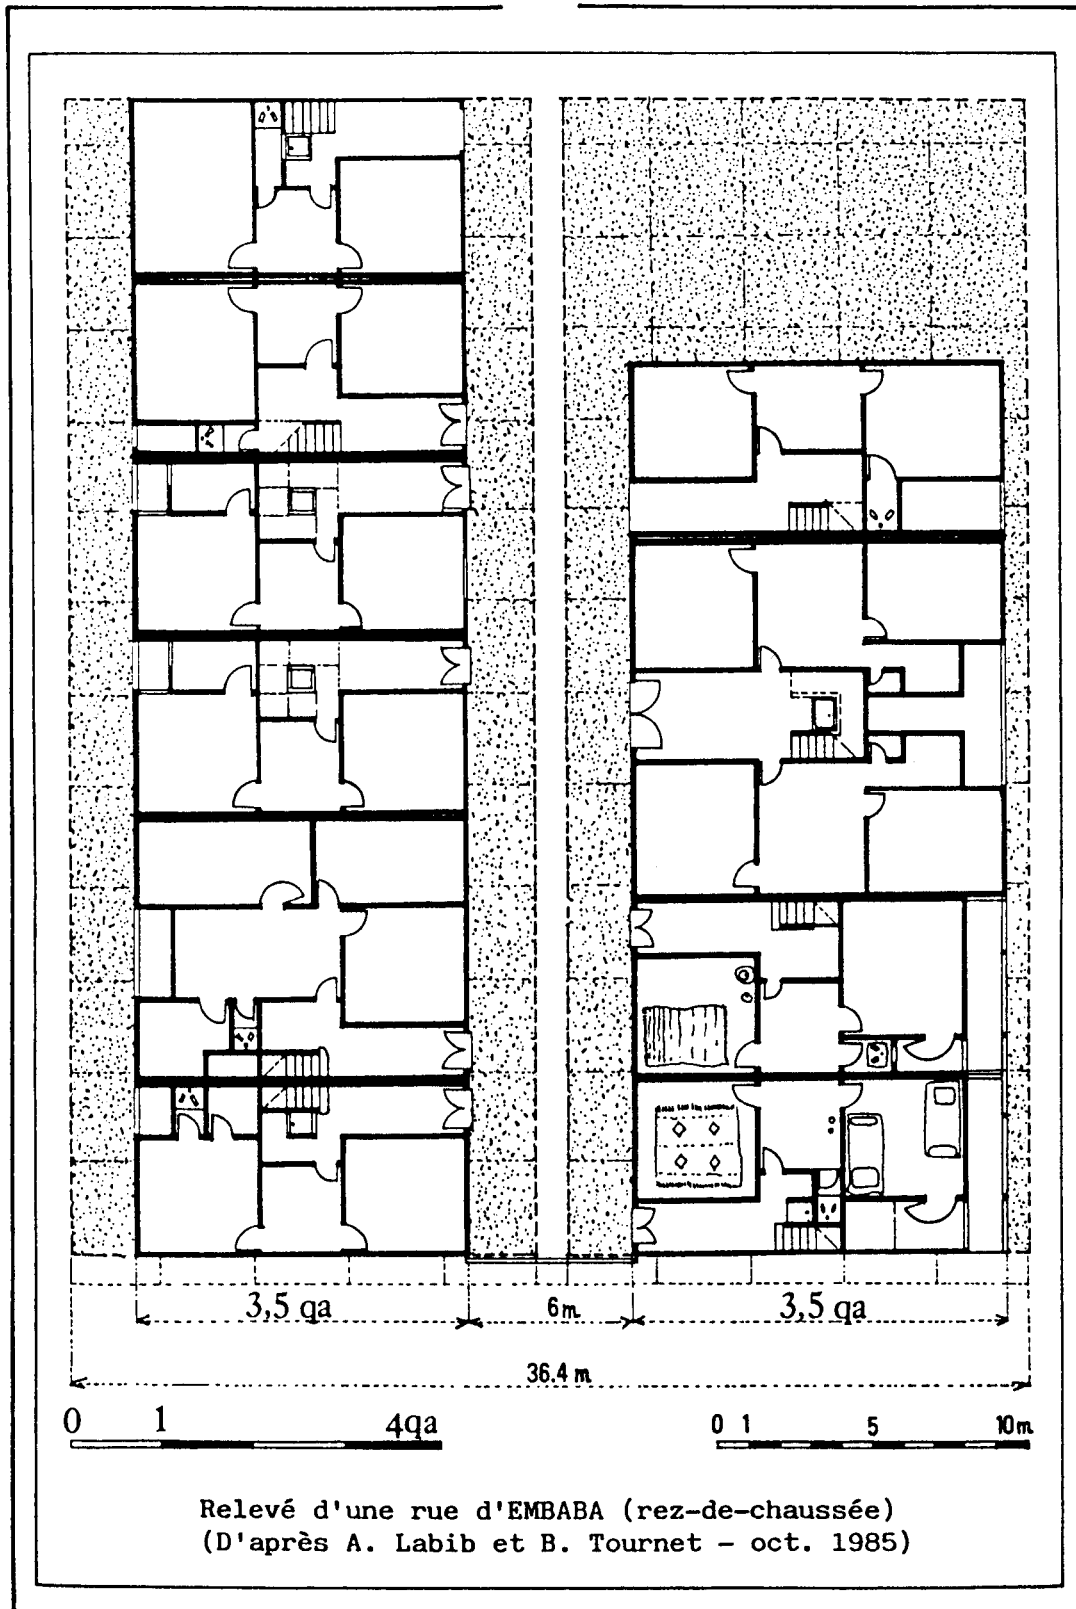 3,5 qa 6m 3,5 qa
36.4 m
0 1 4qa
0 1 5 10m
Relevé d'une rue d'EMBABA (rez-de-chaussée)
(D'après A. Labib et B. Tournet - oct. 1985)